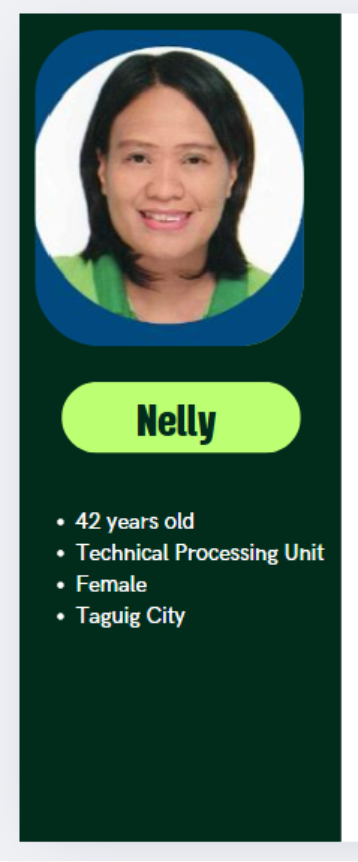 Nelly
• 42 years old
• Technical Processing Unit
• Female
• Taguig City